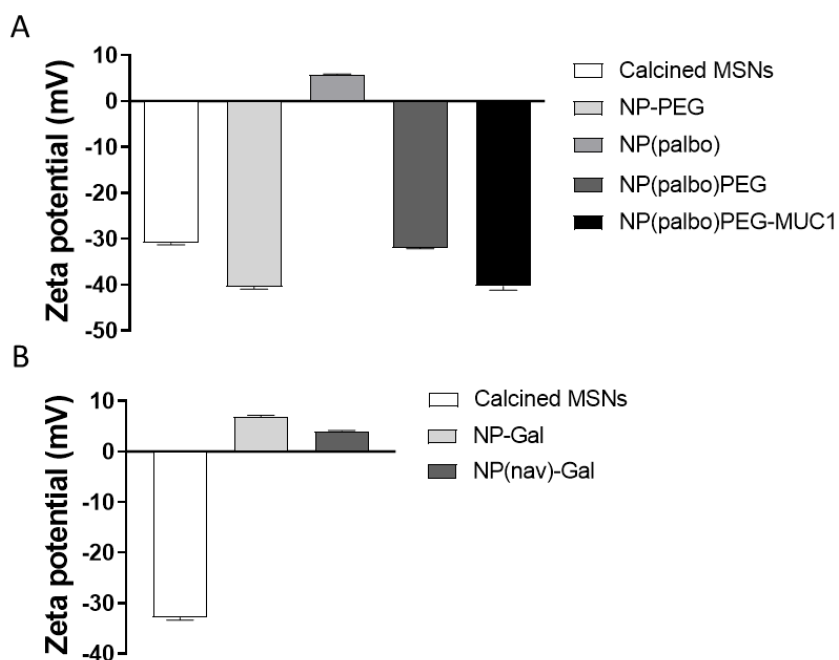 A
Zeta potential (mV)
10
0
-10
-20
-30
-40
-50
Calcined MSNs
NP-PEG
NP(palbo)
NP(palbo)PEG
NP(palbo)PEG-MUC1
B
Zeta potential (mV)
10
0
-10
-20
-30
-40
Calcined MSNs
NP-Gal
NP(nav)-Gal